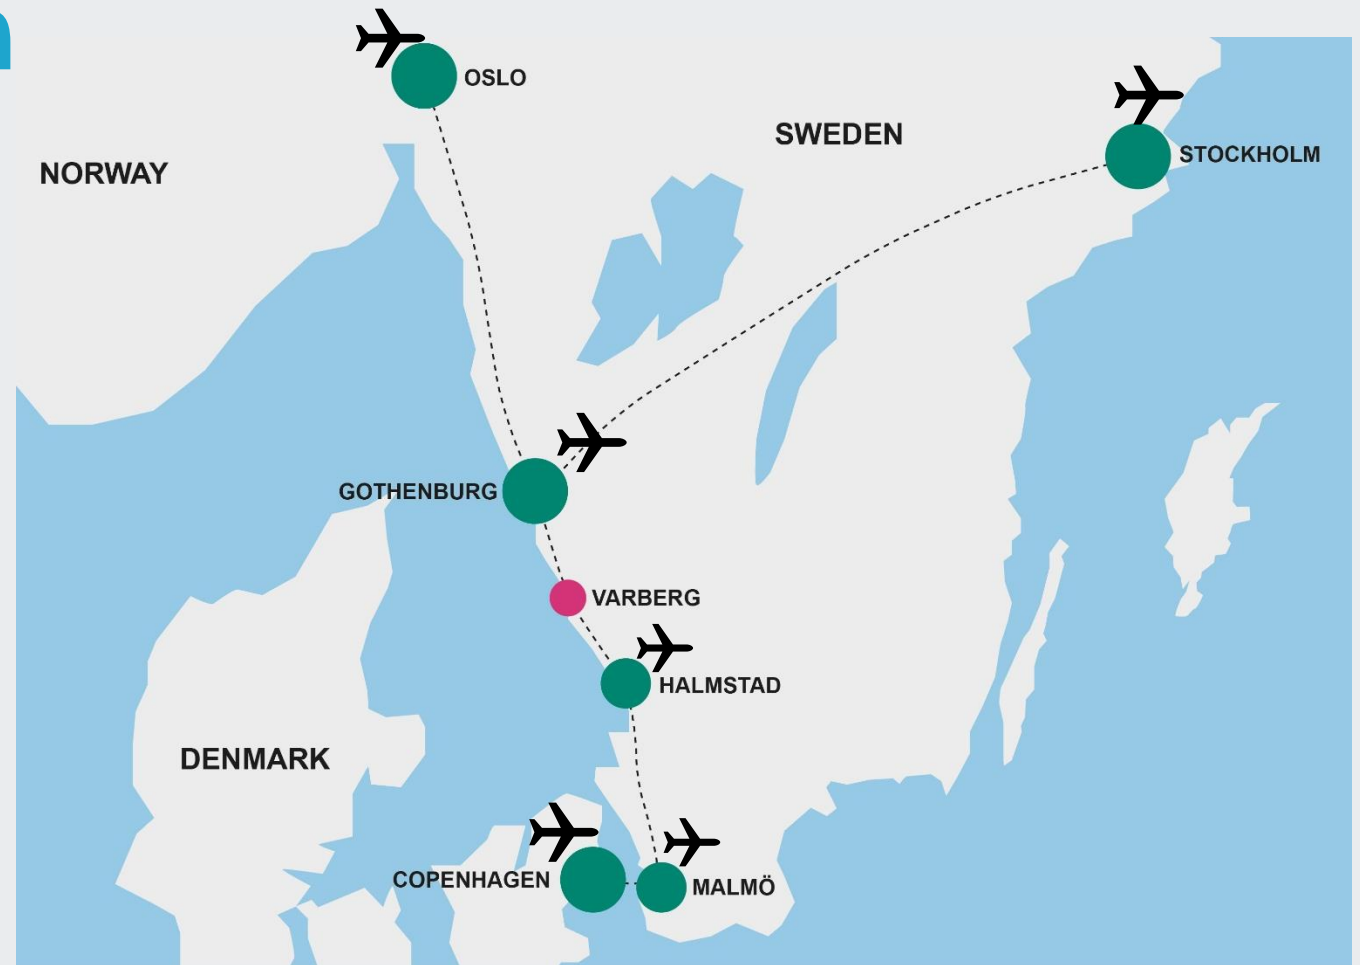 OSLO
SWEDEN
STOCKHOLM
NORWAY
GOTHENBURG
VARBERG
HALMSTAD
DENMARK
COPENHAGEN
MALMÖ